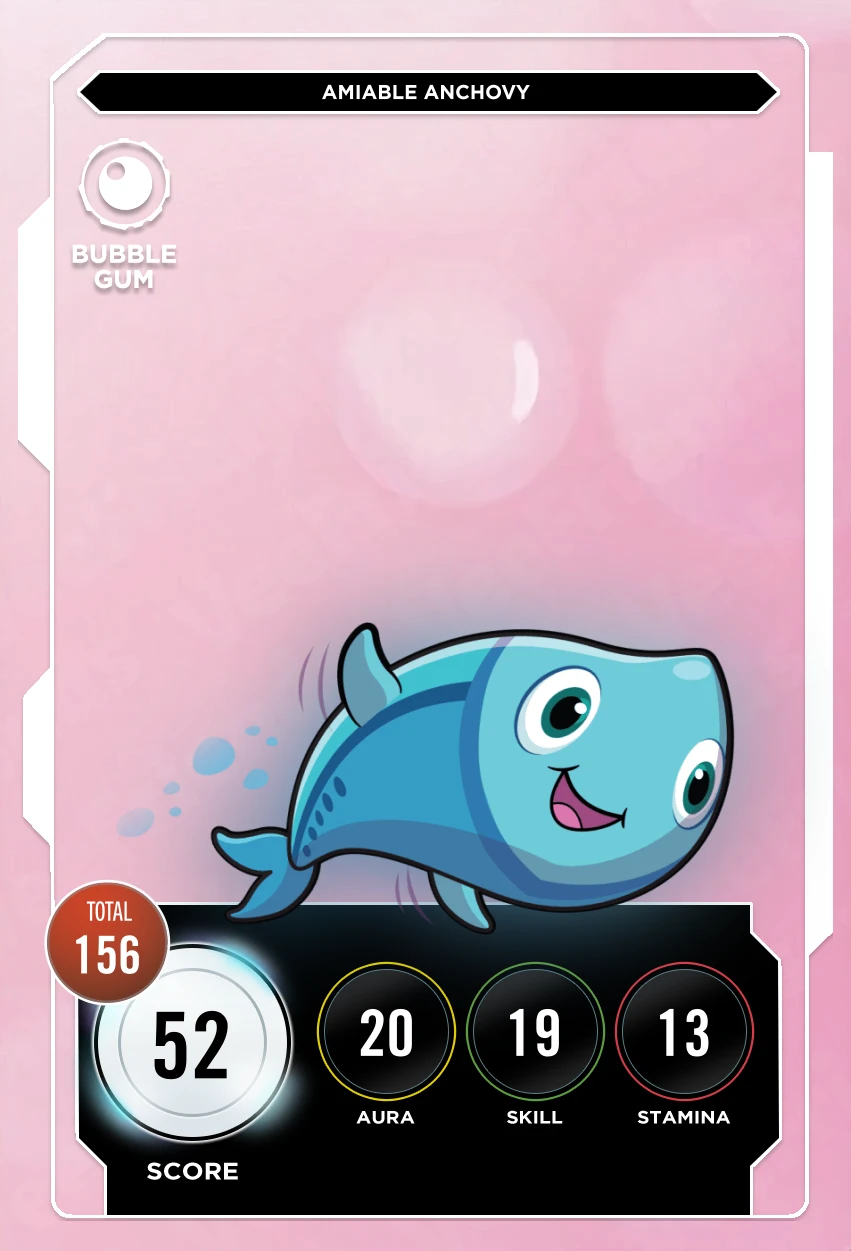 AMIABLE ANCHOVY
BUBBLE
GUM
TOTAL
156
52
SCORE
20
AURA
19
SKILL
13
STAMINA